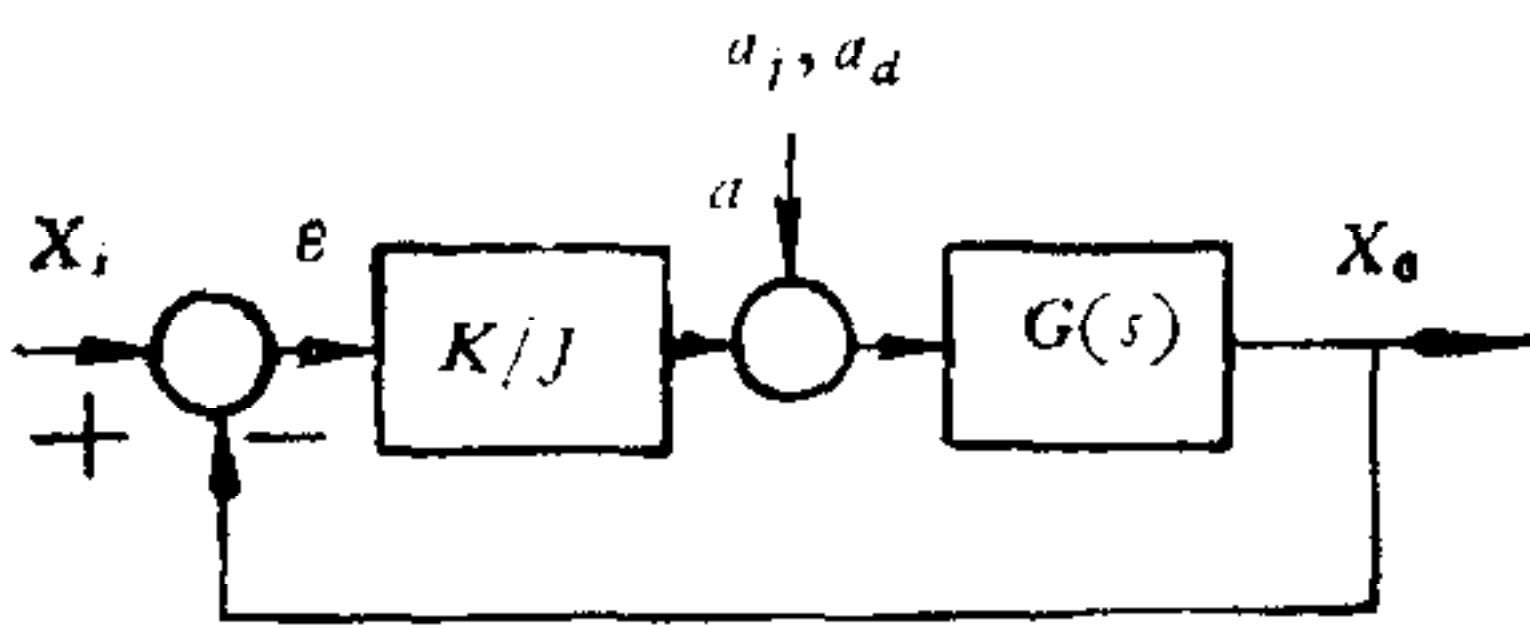 a_j, a_d
a
X_i
e
K/J
G(s)
X_o
+
−